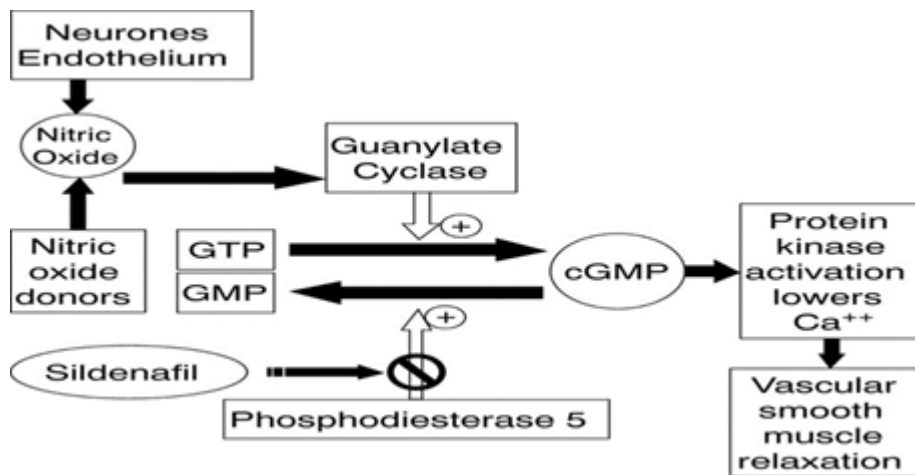 Neurones
Endothelium
Nitric
Oxide
Guanylate
Cyclase
+
Nitric
oxide
donors
GTP
GMP
cGMP
Protein
kinase
activation
lowers
Ca⁺⁺
+
Sildenafil
Phosphodiesterase 5
Vascular
smooth
muscle
relaxation